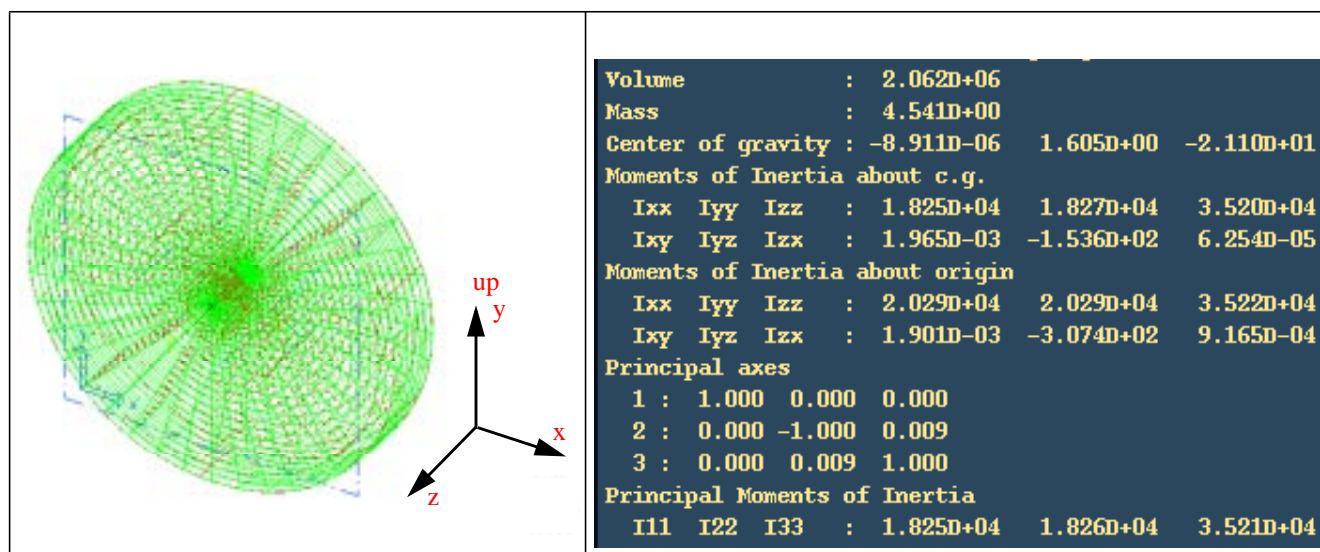 up
y
x
z
Volume : 2.062D+06
Mass : 4.541D+00
Center of gravity : -8.911D-06 1.605D+00 -2.110D+01
Moments of Inertia about c.g.
Ixx Iyy Izz : 1.825D+04 1.827D+04 3.520D+04
Ixy Iyz Izx : 1.965D-03 -1.536D+02 6.254D-05
Moments of Inertia about origin
Ixx Iyy Izz : 2.029D+04 2.029D+04 3.522D+04
Ixy Iyz Izx : 1.901D-03 -3.074D+02 9.165D-04
Principal axes
1 : 1.000 0.000 0.000
2 : 0.000 -1.000 0.009
3 : 0.000 0.009 1.000
Principal Moments of Inertia
I11 I22 I33 : 1.825D+04 1.826D+04 3.521D+04